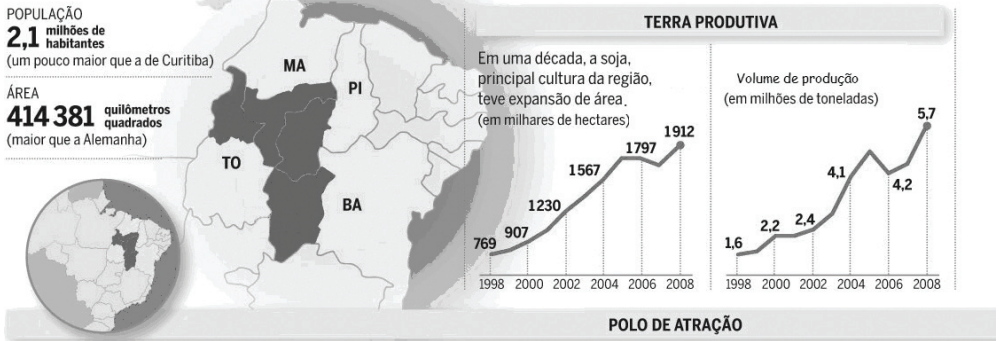 POPULAÇÃO
2,1 milhões de
habitantes
(um pouco maior que a de Curitiba)
ÁREA
414 381 quilômetros
quadrados
(maior que a Alemanha)
MA
PI
TO
BA
TERRA PRODUTIVA
Em uma década, a soja,
principal cultura da região,
teve expansão de área.
(em milhares de hectares)
769
907
1230
1567
1797
1912
1998 2000 2002 2004 2006 2008
Volume de produção
(em milhões de toneladas)
1,6
2,2
2,4
4,1
4,2
5,7
1998 2000 2002 2004 2006 2008
POLO DE ATRAÇÃO